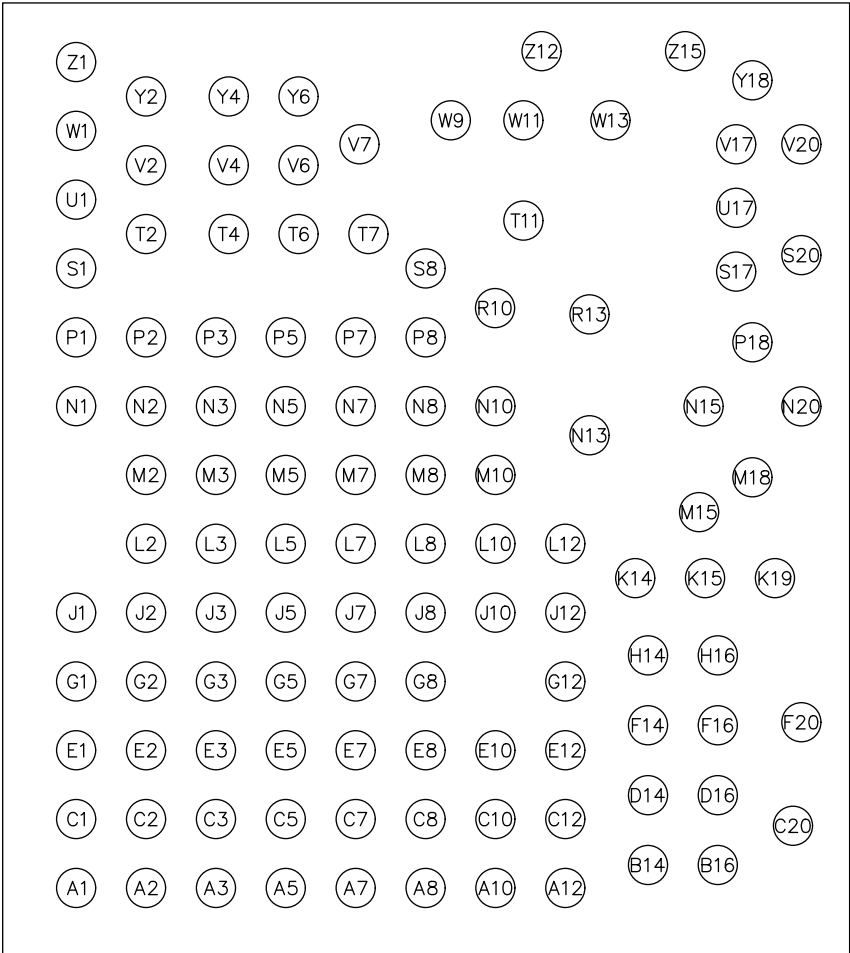 Z12 Z15
Z1
Y18
Y2 Y4 Y6
W9 W11 W13
W1
V7 V17 V20
V2 V4 V6
U1
U17
T11
T2 T4 T6 T7
S20
S1 S8 S17
R10
R13
P1 P2 P3 P5 P7 P8
P18
N1 N2 N3 N5 N7 N8 N10 N15 N20
N13
M2 M3 M5 M7 M8 M10 M18
M15
L2 L3 L5 L7 L8 L10 L12
K14 K15 K19
J1 J2 J3 J5 J7 J8 J10 J12
H14 H16
G1 G2 G3 G5 G7 G8 G12
F14 F16 F20
E1 E2 E3 E5 E7 E8 E10 E12
D14 D16
C1 C2 C3 C5 C7 C8 C10 C12 C20
B14 B16
A1 A2 A3 A5 A7 A8 A10 A12